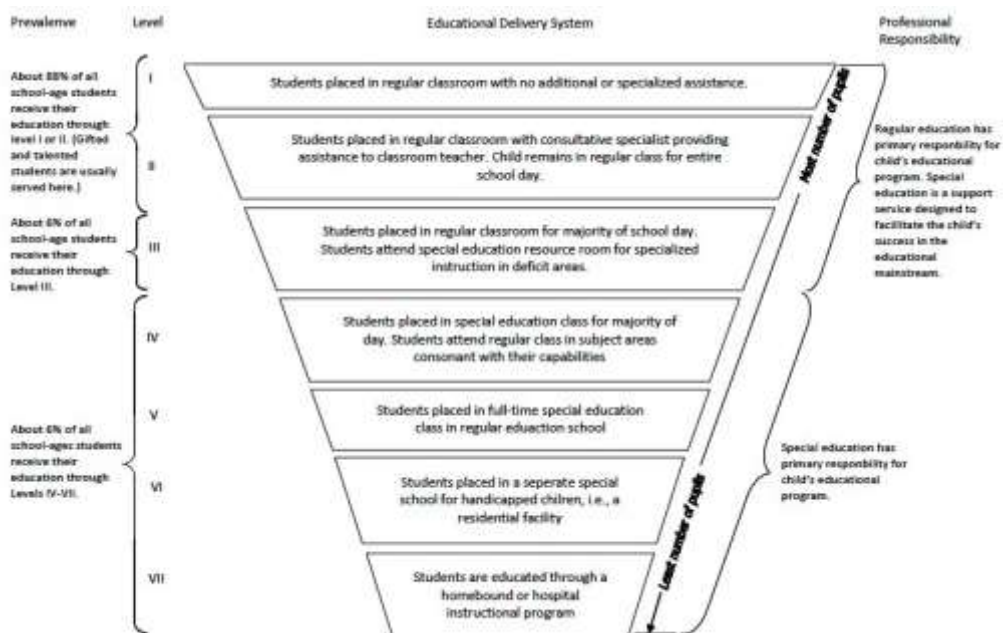 Prevalenve
Level
Educational Delivery System
Professional
Responsibility
About 88% of all
school-age students
receive their
education through
level I or II. (Gifted
and talented
students are usually
served here.)
I
II
Students placed in regular classroom with no additional or specialized assistance.
Students placed in regular classroom with consultative specialist providing
assistance to classroom teacher. Child remains in regular class for entire
school day.
Most number of pupils
Regular education has
primary responbility for
child's educational
program. Special
education is a support
service designed to
facilitate the child's
success in the
educational
mainstream.
About 6% of all
school-age students
receive their
education through
Level III.
III
Students placed in regular classroom for majority of school day.
Students attend special education resource room for specialized
instruction in deficit areas.
IV
Students placed in special education class for majority of
day. Students attend regular class in subject areas
consonant with their capabilities
About 6% of all
school-ages students
receive their
education through
Levels IV-VII.
V
Students placed in full-time special education
class in regular eduaction school
VI
Students placed in a seperate special
school for handicapped chilren, i.e., a
residential facility
Least number of pupils
Special education has
primary responbility for
child's educational
program.
VII
Students are educated through a
homebound or hospital
instructional program